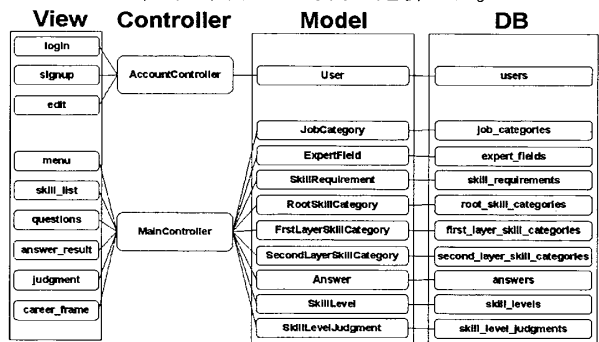 View Controller Model DB
login
signup
edit
AccountController
User
users
menu
skill_list
questions
answer_result
judgment
career_frame
MainController
JobCategory
job_categories
ExpertField
expert_fields
SkillRequirement
skill_requirements
RootSkillCategory
root_skill_categories
FirstLayerSkillCategory
first_layer_skill_categories
SecondLayerSkillCategory
second_layer_skill_categories
Answer
answers
SkillLevel
skill_levels
SkillLevelJudgment
skill_level_judgments